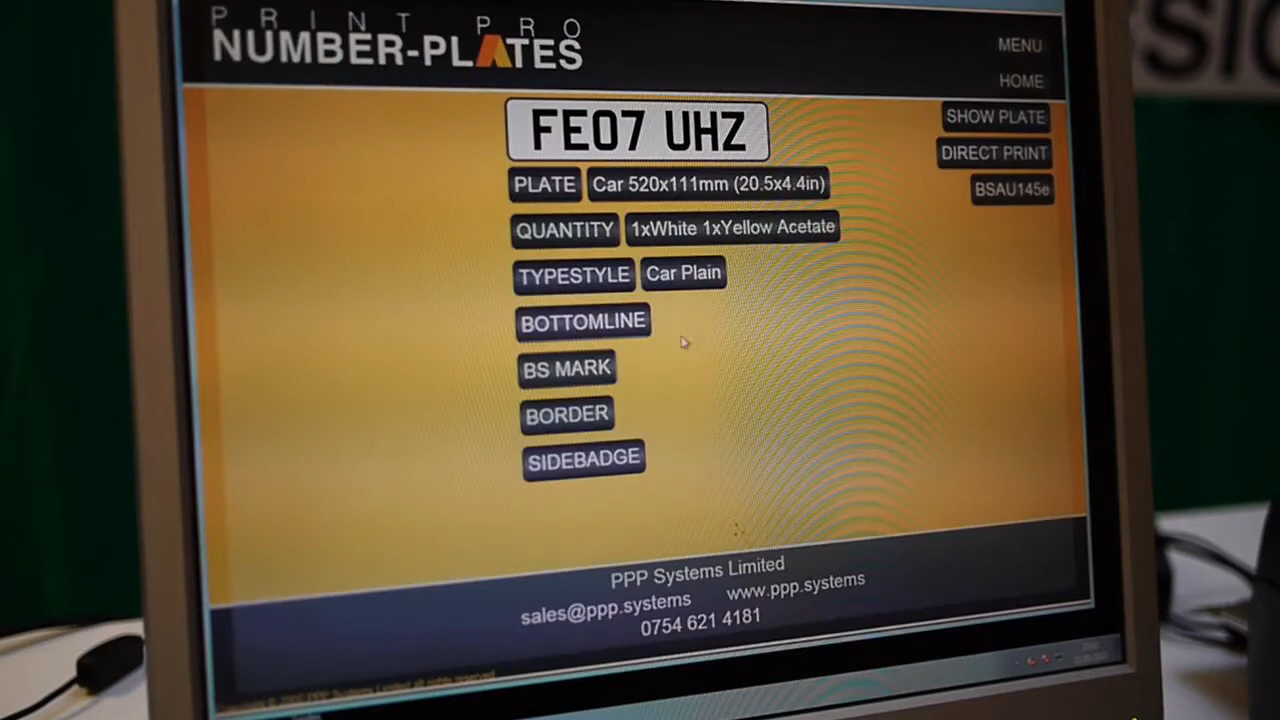 PRINT PRO
NUMBER-PLATES
MENU
HOME
FE07 UHZ
SHOW PLATE
DIRECT PRINT
BSAU145e
PLATE Car 520x111mm (20.5x4.4in)
QUANTITY 1xWhite 1xYellow Acetate
TYPESTYLE Car Plain
BOTTOMLINE
BS MARK
BORDER
SIDEBADGE
PPP Systems Limited
sales@ppp.systems www.ppp.systems
0754 621 4181